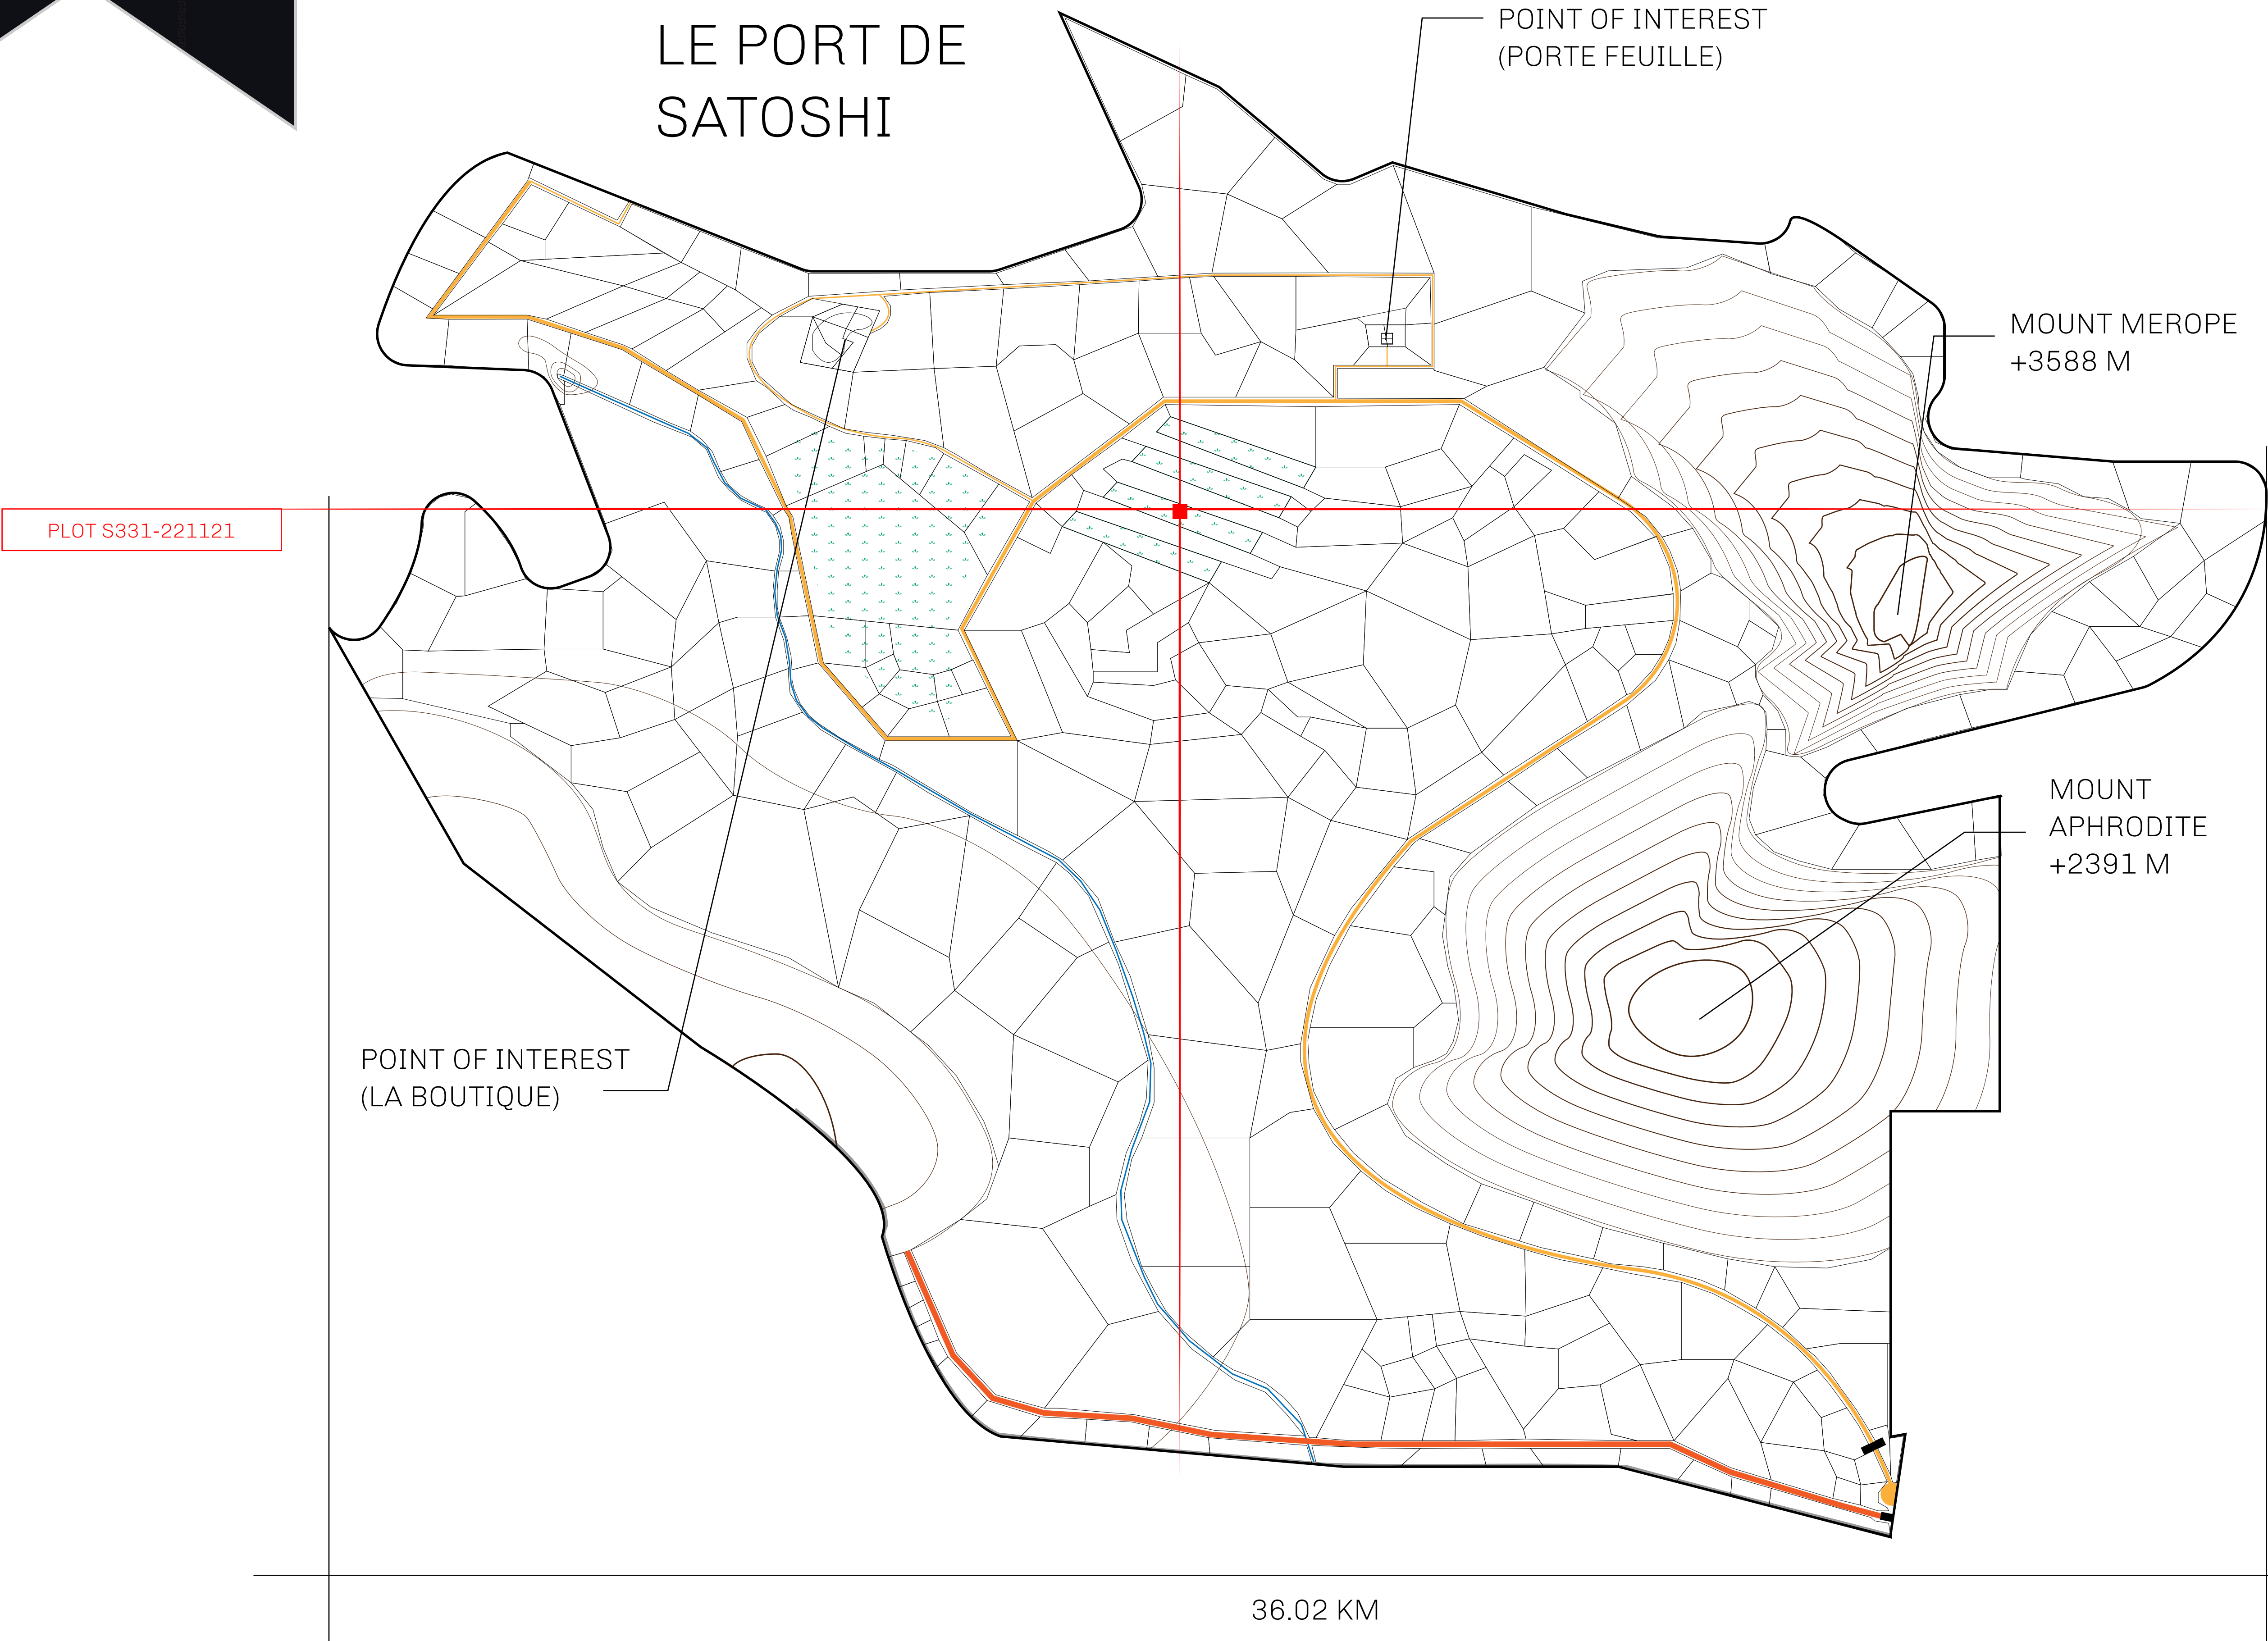 LE PORT DE
SATOSHI
POINT OF INTEREST
(PORTE FEUILLE)
MOUNT MEROPE
+3588 M
PLOT S331-221121
MOUNT
APHRODITE
+2391 M
POINT OF INTEREST
(LA BOUTIQUE)
36.02 KM